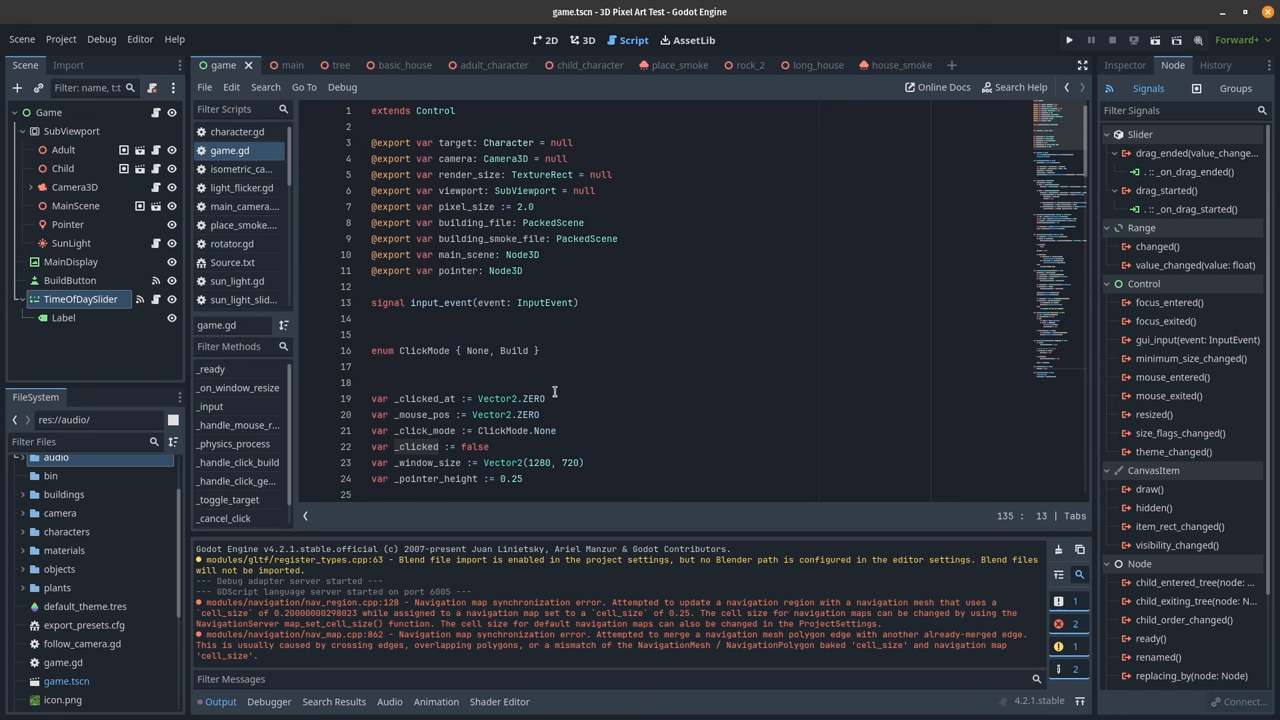 game.tscn - 3D Pixel Art Test - Godot Engine
Scene Project Debug Editor Help
2D 3D Script AssetLib
Forward+
Scene Import
Filter: name, t:t
Game
SubViewport
Adult
Child
Camera3D
MainScene
Pointer
SunLight
MainDisplay
BuildButton
TimeOfDaySlider
Label
FileSystem
res://audio/
Filter Files
audio
bin
buildings
camera
characters
materials
objects
plants
default_theme.tres
export_presets.cfg
follow_camera.gd
game.gd
game.tscn
icon.png
game main tree basic_house adult_character child_character place_smoke rock_2 long_house house_smoke
File Edit Search Go To Debug
Online Docs Search Help
Filter Scripts
character.gd
game.gd
isometric_ca...
light_flicker.gd
main_camera...
place_smoke...
rotator.gd
Source.txt
sun_light.gd
sun_light_slid...
game.gd
Filter Methods
_ready
_on_window_resize
_input
_handle_mouse_r...
_physics_process
_handle_click_build
_handle_click_ge...
_toggle_target
_cancel_click
1 extends Control
2
3 @export var target: Character = null
4 @export var camera: Camera3D = null
5 @export var render_size: TextureRect = null
6 @export var viewport: SubViewport = null
7 @export var pixel_size := 2.0
8 @export var building_file: PackedScene
9 @export var building_smoke_file: PackedScene
10 @export var main_scene: Node3D
11 @export var pointer: Node3D
12
13 signal input_event(event: InputEvent)
14
16 enum ClickMode { None, Build }
17
18
19 var _clicked_at := Vector2.ZERO
20 var _mouse_pos := Vector2.ZERO
21 var _click_mode := ClickMode.None
22 var _clicked := false
23 var _window_size := Vector2(1280, 720)
24 var _pointer_height := 0.25
25
135 : 13 | Tabs
Godot Engine v4.2.1.stable.official (c) 2007-present Juan Linietsky, Ariel Manzur & Godot Contributors.
modules/gltf/register_types.cpp:63 - Blend file import is enabled in the project settings, but no Blender path is configured in the editor settings. Blend files
will not be imported.
--- Debug adapter server started ---
--- GDScript language server started on port 6005 ---
modules/navigation/nav_region.cpp:128 - Navigation map synchronization error. Attempted to update a navigation region with a navigation mesh that uses a
`cell_size` of 0.20000000298023 while assigned to a navigation map set to a `cell_size` of 0.25. The cell size for navigation maps can be changed by using the
NavigationServer map_set_cell_size() function. The cell size for default navigation maps can also be changed in the ProjectSettings.
modules/navigation/nav_map.cpp:862 - Navigation map synchronization error. Attempted to merge a navigation mesh polygon edge with another already-merged edge.
This is usually caused by crossing edges, overlapping polygons, or a mismatch of the NavigationMesh / NavigationPolygon baked 'cell_size' and navigation map
'cell_size'.
Filter Messages
1
2
1
2
Output Debugger Search Results Audio Animation Shader Editor
4.2.1.stable
Inspector Node History
Signals Groups
Filter Signals
Slider
drag_ended(value_change...
.. :: _on_drag_ended()
drag_started()
.. :: _on_drag_started()
Range
changed()
value_changed(value: float)
Control
focus_entered()
focus_exited()
gui_input(event: InputEvent)
minimum_size_changed()
mouse_entered()
mouse_exited()
resized()
size_flags_changed()
theme_changed()
CanvasItem
draw()
hidden()
item_rect_changed()
visibility_changed()
Node
child_entered_tree(node: ...
child_exiting_tree(node: N...
child_order_changed()
ready()
renamed()
replacing_by(node: Node)
Connect...